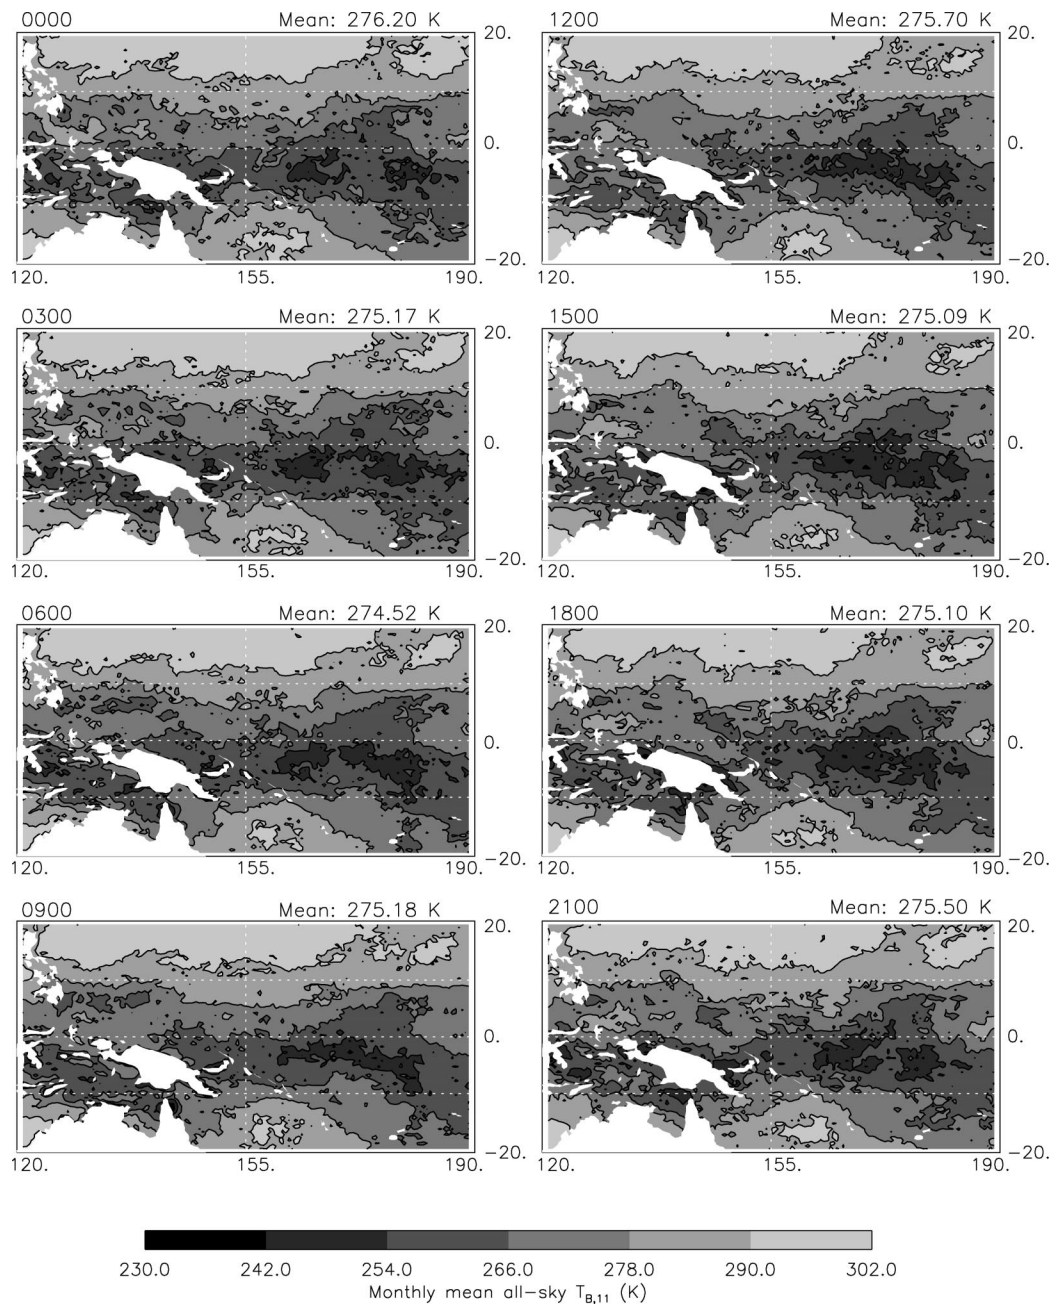 0000 Mean: 276.20 K
20.
0.
-20.
120. 155. 190.
1200 Mean: 275.70 K
20.
0.
-20.
120. 155. 190.
0300 Mean: 275.17 K
20.
0.
-20.
120. 155. 190.
1500 Mean: 275.09 K
20.
0.
-20.
120. 155. 190.
0600 Mean: 274.52 K
20.
0.
-20.
120. 155. 190.
1800 Mean: 275.10 K
20.
0.
-20.
120. 155. 190.
0900 Mean: 275.18 K
20.
0.
-20.
120. 155. 190.
2100 Mean: 275.50 K
20.
0.
-20.
120. 155. 190.
230.0 242.0 254.0 266.0 278.0 290.0 302.0
Monthly mean all-sky T_B,11 (K)